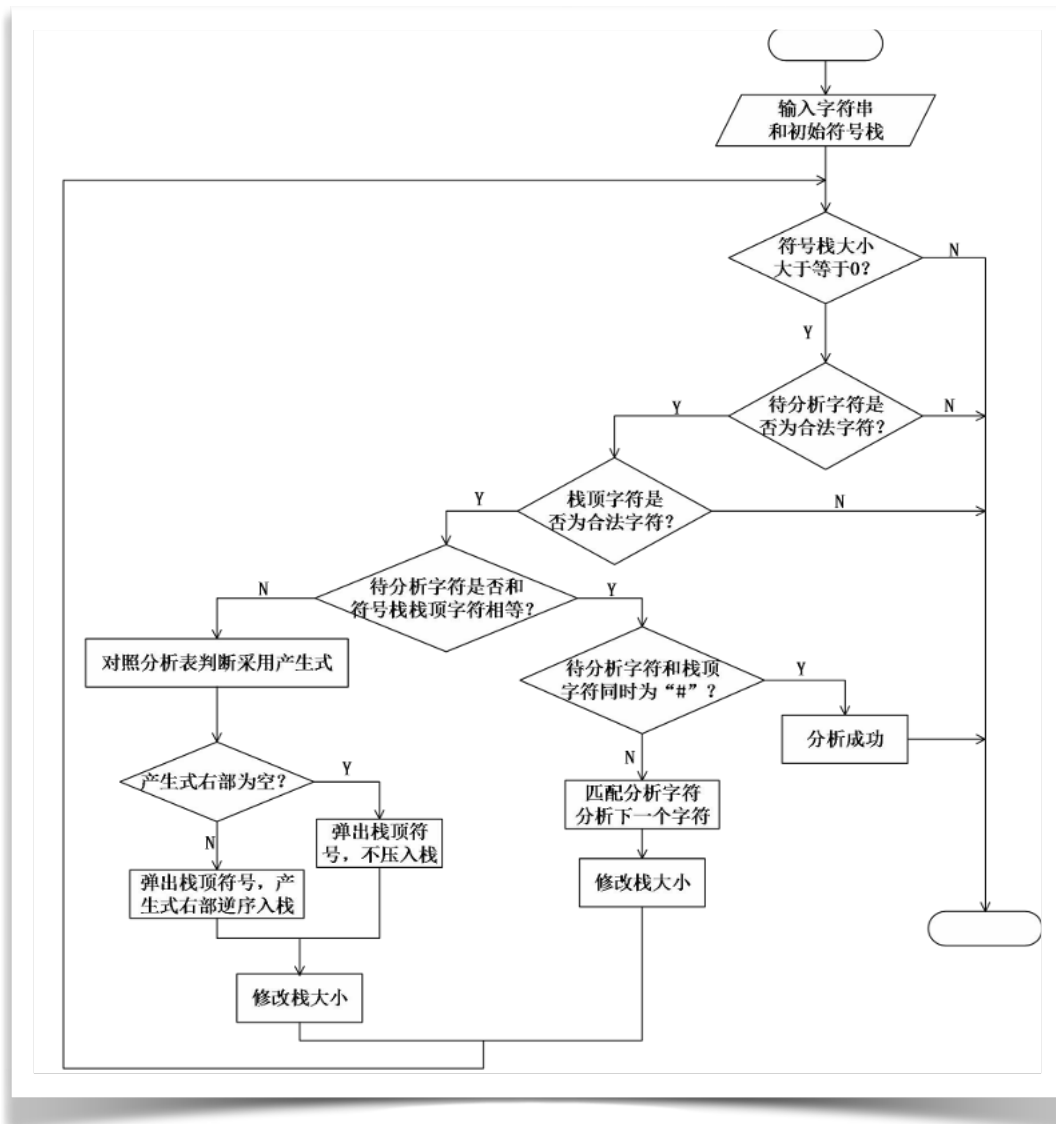 输入字符串
和初始符号栈
符号栈大小
大于等于0?
N
Y
待分析字符是
否为合法字符?
Y
N
栈顶字符是
否为合法字符?
Y
N
待分析字符是否和
符号栈栈顶字符相等?
N
Y
对照分析表判断采用产生式
待分析字符和栈顶
字符同时为“#”?
Y
分析成功
N
产生式右部为空?
Y
匹配分析字符
分析下一个字符
弹出栈顶符
号，不压入栈
N
弹出栈顶符号，产
生式右部逆序入栈
修改栈大小
修改栈大小